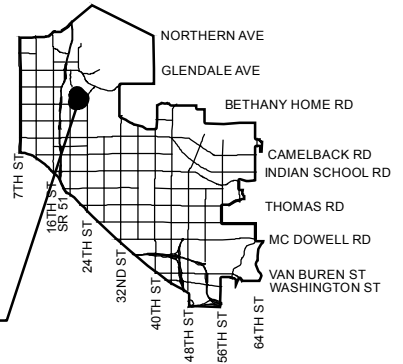 NORTHERN AVE
GLENDALE AVE
BETHANY HOME RD
CAMELBACK RD
INDIAN SCHOOL RD
THOMAS RD
MC DOWELL RD
VAN BUREN ST
WASHINGTON ST
7TH ST
16TH ST
SR 51
24TH ST
32ND ST
40TH ST
48TH ST
56TH ST
64TH ST